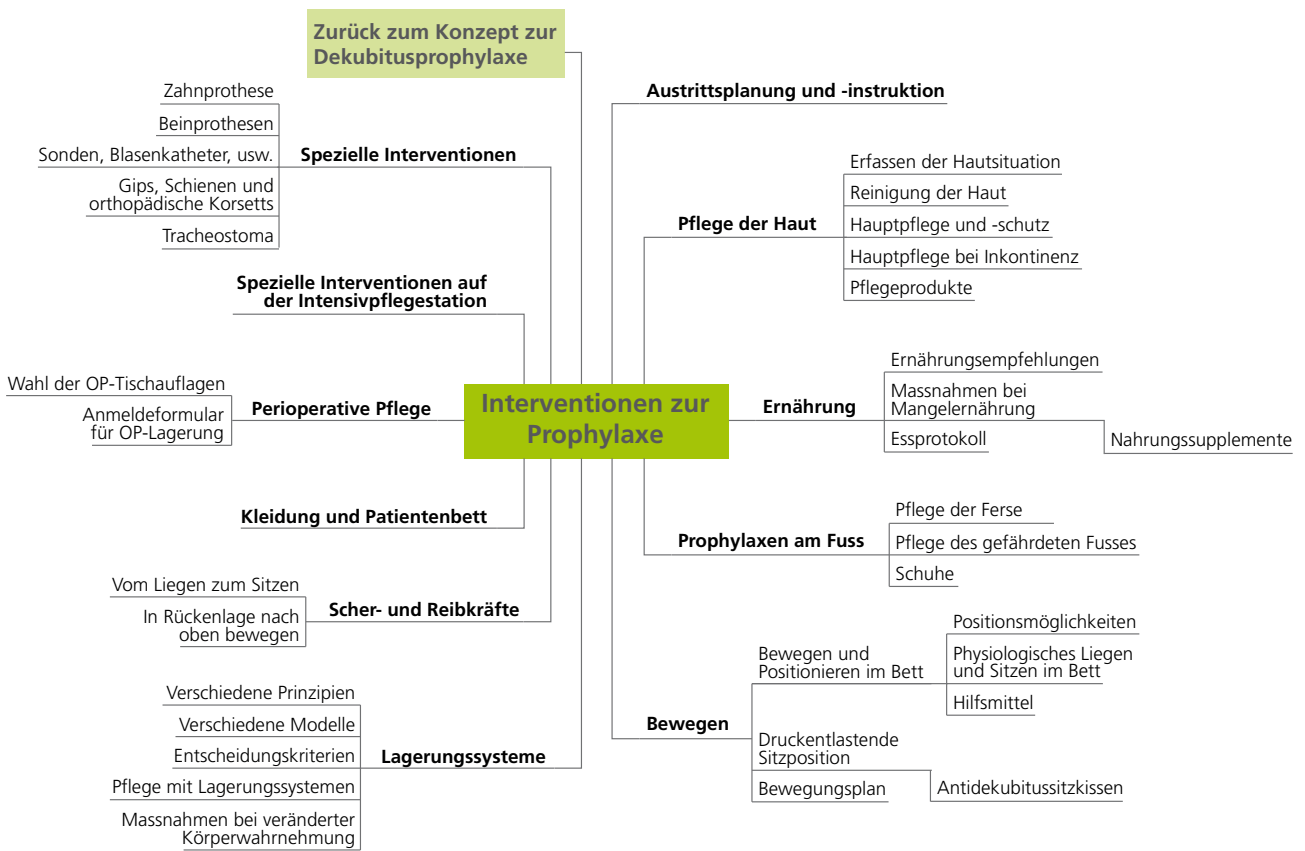 Zurück zum Konzept zur
Dekubitusprophylaxe
Zahnprothese
Beinprothesen
Sonden, Blasenkatheter, usw.
Gips, Schienen und
orthopädische Korsetts
Tracheostoma
Spezielle Interventionen
Spezielle Interventionen auf
der Intensivpflegestation
Wahl der OP-Tischauflagen
Anmeldeformular
für OP-Lagerung
Perioperative Pflege
Kleidung und Patientenbett
Vom Liegen zum Sitzen
In Rückenlage nach
oben bewegen
Scher- und Reibkräfte
Verschiedene Prinzipien
Verschiedene Modelle
Entscheidungskriterien
Pflege mit Lagerungssystemen
Massnahmen bei veränderter
Körperwahrnehmung
Lagerungssysteme
Interventionen zur
Prophylaxe
Austrittsplanung und -instruktion
Pflege der Haut
Erfassen der Hautsituation
Reinigung der Haut
Hauptpflege und -schutz
Hauptpflege bei Inkontinenz
Pflegeprodukte
Ernährung
Ernährungsempfehlungen
Massnahmen bei
Mangelernährung
Essprotokoll
Nahrungssupplemente
Prophylaxen am Fuss
Pflege der Ferse
Pflege des gefährdeten Fusses
Schuhe
Bewegen
Bewegen und
Positionieren im Bett
Positionsmöglichkeiten
Physiologisches Liegen
und Sitzen im Bett
Hilfsmittel
Druckentlastende
Sitzposition
Bewegungsplan
Antidekubitussitzkissen